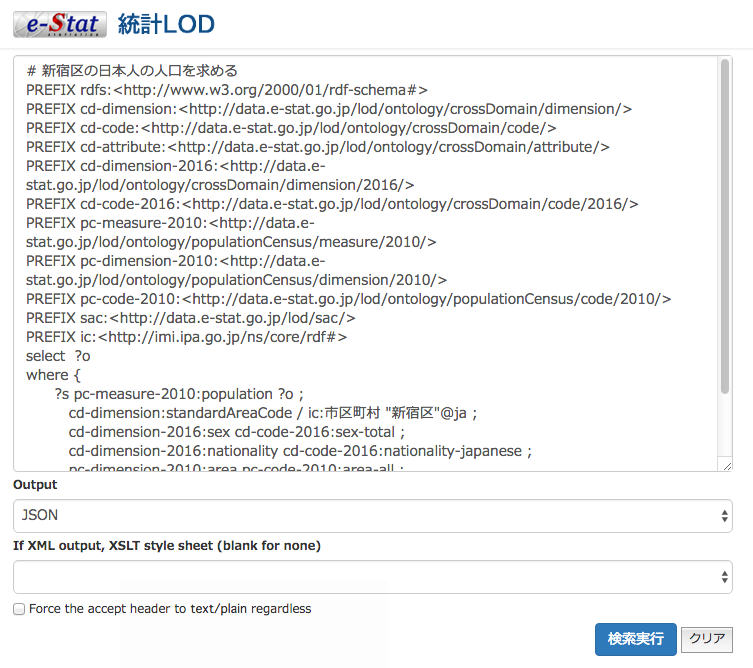 e-Stat 統計LOD
# 新宿区の日本人の人口を求める
PREFIX rdfs:<http://www.w3.org/2000/01/rdf-schema#>
PREFIX cd-dimension:<http://data.e-stat.go.jp/lod/ontology/crossDomain/dimension/>
PREFIX cd-code:<http://data.e-stat.go.jp/lod/ontology/crossDomain/code/>
PREFIX cd-attribute:<http://data.e-stat.go.jp/lod/ontology/crossDomain/attribute/>
PREFIX cd-dimension-2016:<http://data.e-
stat.go.jp/lod/ontology/crossDomain/dimension/2016/>
PREFIX cd-code-2016:<http://data.e-stat.go.jp/lod/ontology/crossDomain/code/2016/>
PREFIX pc-measure-2010:<http://data.e-
stat.go.jp/lod/ontology/populationCensus/measure/2010/>
PREFIX pc-dimension-2010:<http://data.e-
stat.go.jp/lod/ontology/populationCensus/dimension/2010/>
PREFIX pc-code-2010:<http://data.e-stat.go.jp/lod/ontology/populationCensus/code/2010/>
PREFIX sac:<http://data.e-stat.go.jp/lod/sac/>
PREFIX ic:<http://imi.ipa.go.jp/ns/core/rdf#>
select ?o
where {
?s pc-measure-2010:population ?o ;
cd-dimension:standardAreaCode / ic:市区町村 "新宿区"@ja ;
cd-dimension-2016:sex cd-code-2016:sex-total ;
cd-dimension-2016:nationality cd-code-2016:nationality-japanese ;
pc-dimension-2010:area pc-code-2010:area-all ;
Output
JSON
If XML output, XSLT style sheet (blank for none)
Force the accept header to text/plain regardless
検索実行 クリア